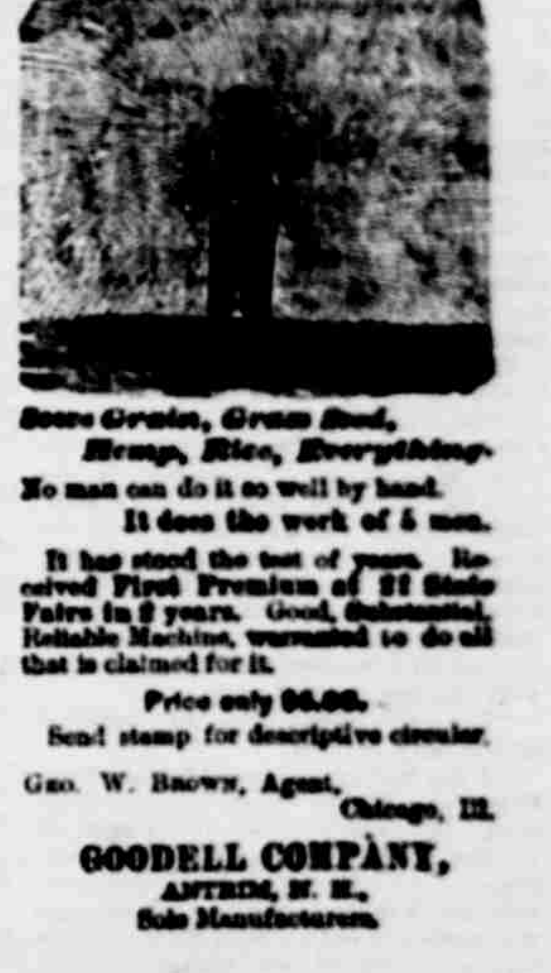 Sows Grain, Grass Seed,
Hemp, Rice, Everything.
No man can do it so well by hand.
It does the work of 5 men.
It has stood the test of years. Re-
ceived First Premium at State
Fairs in years. Good, Substantial,
Reliable Machine, warranted to do all
that is claimed for it.
Price only
Send stamp for descriptive circular.
Geo. W. Brown, Agent,
Chicago, Ill.
GOODELL COMPANY,
ANTRIM, N. H.,
Sole Manufacturers.